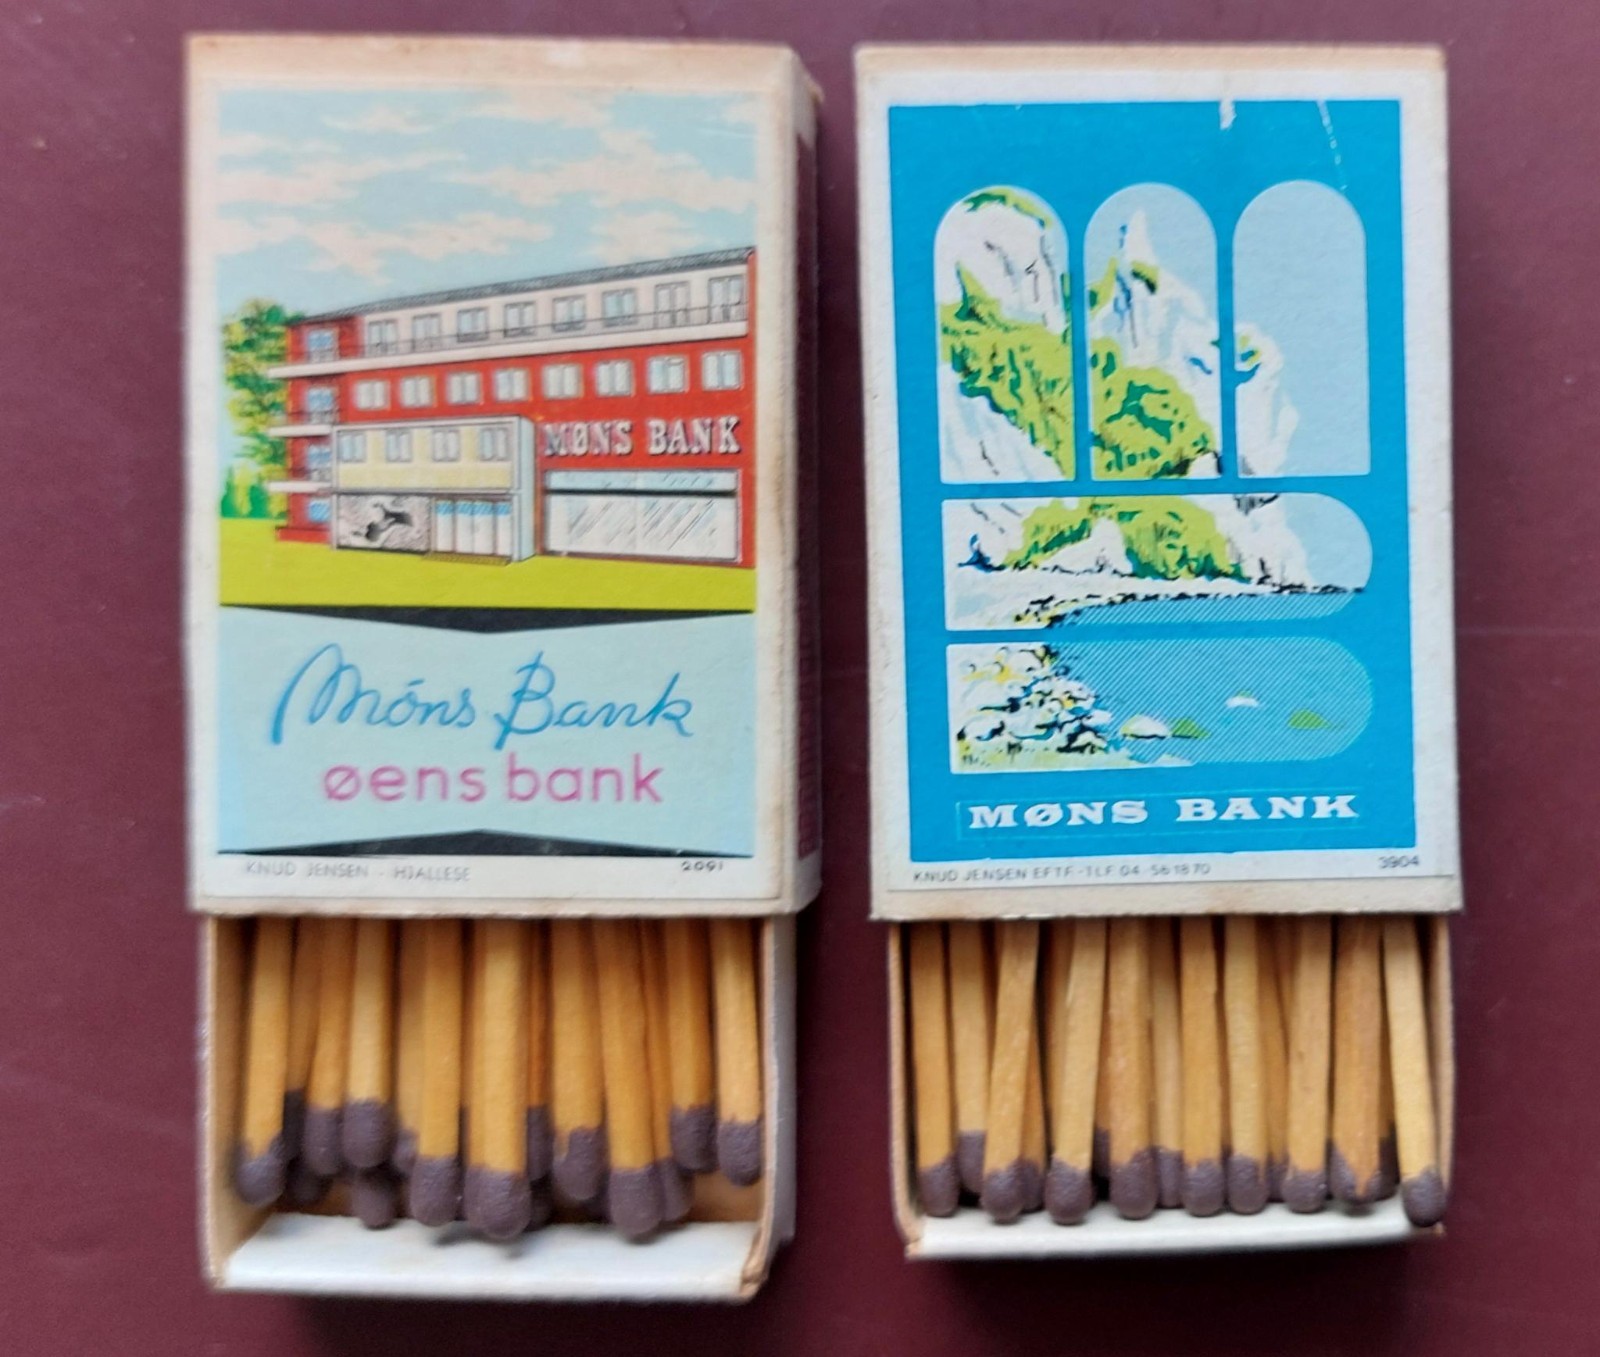 MØNS BANK
Møns Bank
øens bank
KNUD JENSEN - HJALLESE 2091
MØNS BANK
KNUD JENSEN EFTF - TLF. 04 - 56 18 70 3904